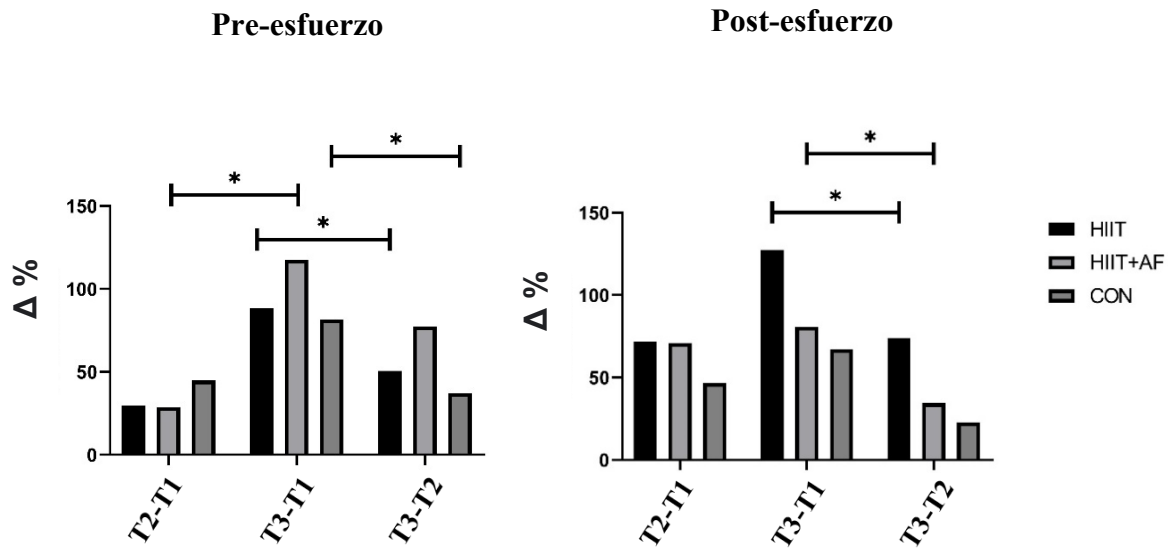 Pre-esfuerzo
Post-esfuerzo
*
*
*
150
100
50
0
Δ %
T2-T1
T3-T1
T3-T2
*
*
150
100
50
0
Δ %
T2-T1
T3-T1
T3-T2
HIIT
HIIT+AF
CON